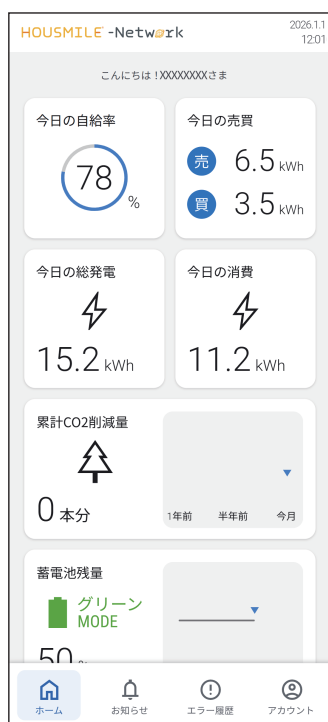 HOUSMILE -Network
2026.1.1
12:01
こんにちは！XXXXXXXXさま
今日の自給率
78
%
今日の売買
売 6.5 kWh
買 3.5 kWh
今日の総発電
15.2 kWh
今日の消費
11.2 kWh
累計CO2削減量
0 本分
1年前 半年前 今月
蓄電池残量
グリーン
MODE
50 %
ホーム お知らせ エラー履歴 アカウント